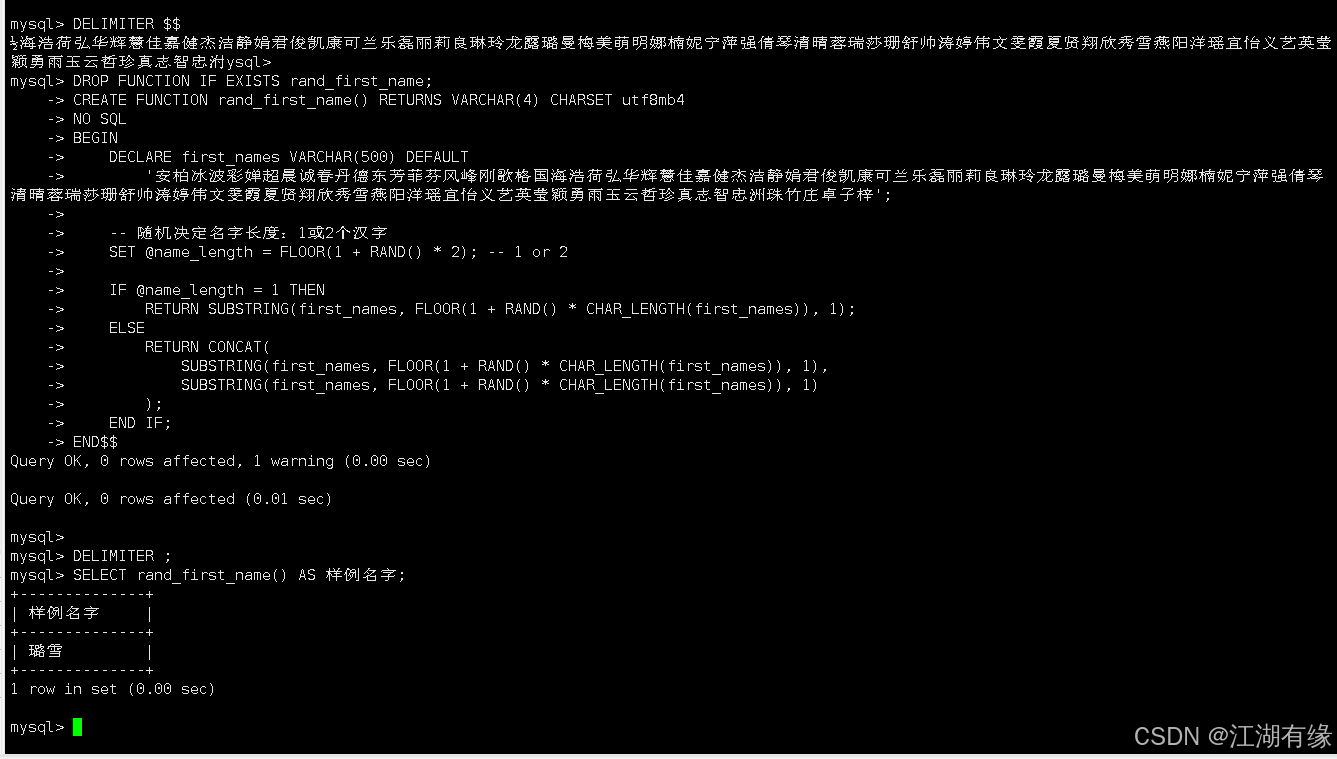 mysql> DELIMITER $$
½海浩荷弘华辉慧佳嘉健杰洁静娟君俊凯康可兰乐磊丽莉良琳玲龙露璐曼梅美萌明娜楠妮宁萍强倩琴清晴蓉瑞莎珊舒帅涛婷伟文雯霞夏贤翔欣秀雪燕阳洋瑶宜怡义艺英莹
颖勇雨玉云哲珍真志智忠洲ysql>
mysql> DROP FUNCTION IF EXISTS rand_first_name;
    -> CREATE FUNCTION rand_first_name() RETURNS VARCHAR(4) CHARSET utf8mb4
    -> NO SQL
    -> BEGIN
    ->     DECLARE first_names VARCHAR(500) DEFAULT
    ->         '安柏冰波彩婵超晨诚春丹德东芳菲芬风峰刚歌格国海浩荷弘华辉慧佳嘉健杰洁静娟君俊凯康可兰乐磊丽莉良琳玲龙露璐曼梅美萌明娜楠妮宁萍强倩琴
清晴蓉瑞莎珊舒帅涛婷伟文雯霞夏贤翔欣秀雪燕阳洋瑶宜怡义艺英莹颖勇雨玉云哲珍真志智忠洲珠竹庄卓子梓';
    ->
    ->     -- 随机决定名字长度：1或2个汉字
    ->     SET @name_length = FLOOR(1 + RAND() * 2); -- 1 or 2
    ->
    ->     IF @name_length = 1 THEN
    ->         RETURN SUBSTRING(first_names, FLOOR(1 + RAND() * CHAR_LENGTH(first_names)), 1);
    ->     ELSE
    ->         RETURN CONCAT(
    ->             SUBSTRING(first_names, FLOOR(1 + RAND() * CHAR_LENGTH(first_names)), 1),
    ->             SUBSTRING(first_names, FLOOR(1 + RAND() * CHAR_LENGTH(first_names)), 1)
    ->         );
    ->     END IF;
    -> END$$
Query OK, 0 rows affected, 1 warning (0.00 sec)
Query OK, 0 rows affected (0.01 sec)
mysql>
mysql> DELIMITER ;
mysql> SELECT rand_first_name() AS 样例名字;
+--------------+
| 样例名字     |
+--------------+
| 璐雪         |
+--------------+
1 row in set (0.00 sec)
mysql>
CSDN @江湖有缘